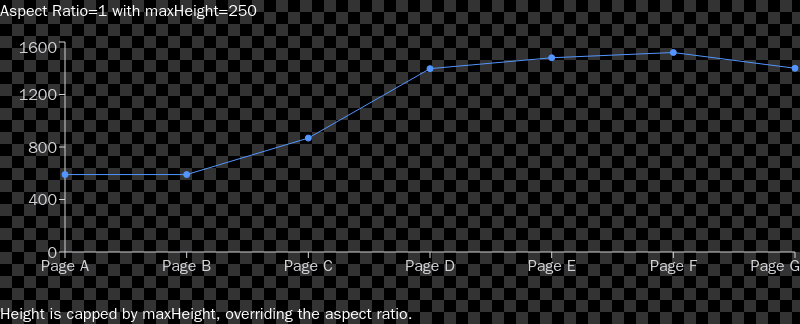 Aspect Ratio=1 with maxHeight=250
1600
1200
800
400
0
Page A Page B Page C Page D Page E Page F Page G
Height is capped by maxHeight, overriding the aspect ratio.